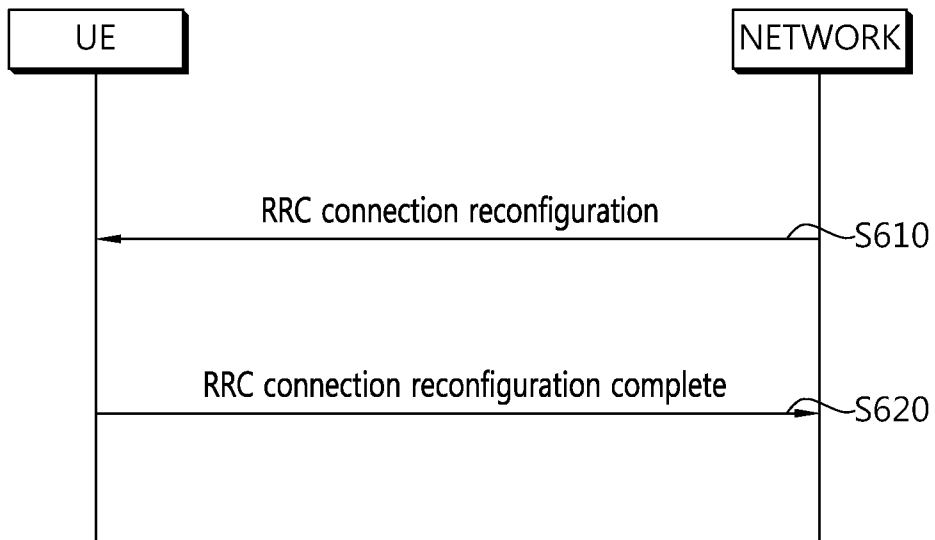 UE
NETWORK
RRC connection reconfiguration
S610
RRC connection reconfiguration complete
S620